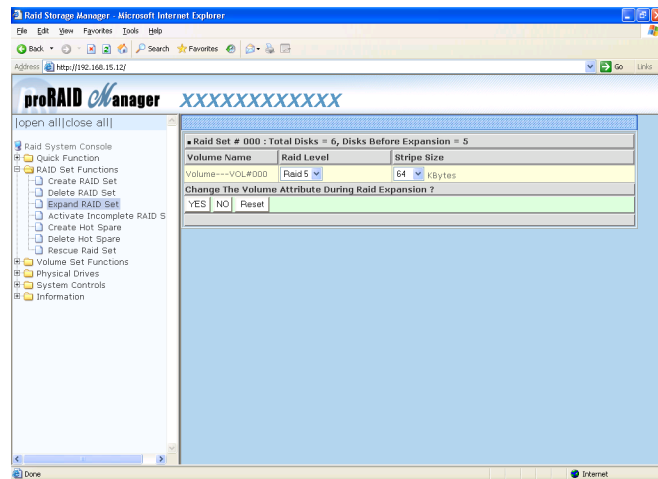 Raid Storage Manager - Microsoft Internet Explorer
File Edit View Favorites Tools Help
Back Search Favorites
Address http://192.168.15.12/ Go Links
proRAID Manager XXXXXXXXXXXXX
|open all|close all|
Raid System Console
Quick Function
RAID Set Functions
Create RAID Set
Delete RAID Set
Expand RAID Set
Activate Incomplete RAID S
Create Hot Spare
Delete Hot Spare
Rescue Raid Set
Volume Set Functions
Physical Drives
System Controls
Information
Raid Set # 000 : Total Disks = 6, Disks Before Expansion = 5
Volume Name Raid Level Stripe Size
Volume---VOL#000 Raid 5 64 KBytes
Change The Volume Attribute During Raid Expansion ?
YES NO Reset
Done Internet